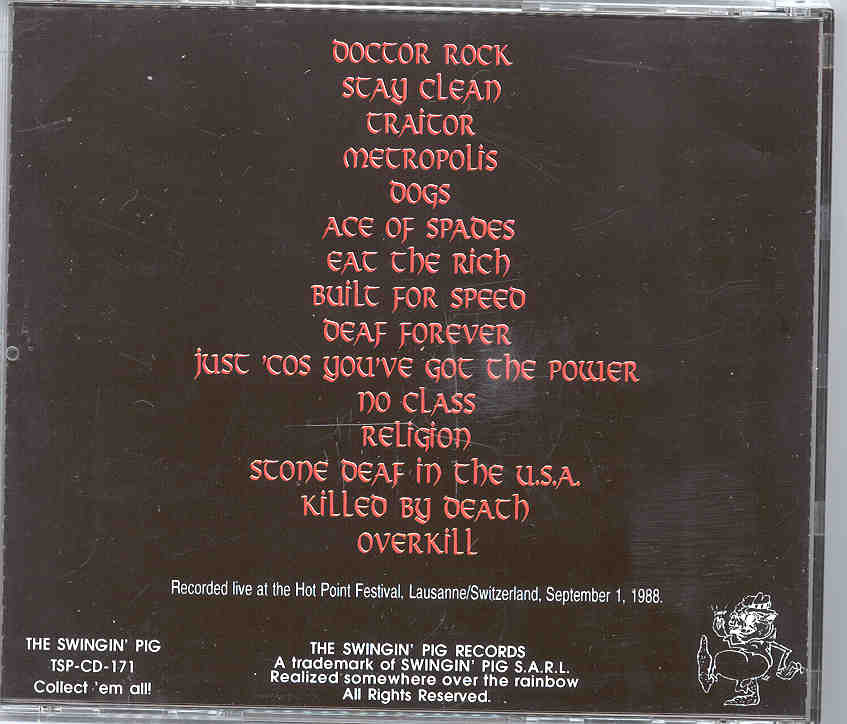 DOCTOR ROCK
STAY CLEAN
TRAITOR
METROPOLIS
DOGS
ACE OF SPADES
EAT THE RICH
BUILT FOR SPEED
DEAF FOREVER
JUST 'COS YOU'VE GOT THE POWER
NO CLASS
RELIGION
STONE DEAF IN THE U.S.A.
KILLED BY DEATH
OVERKILL
Recorded live at the Hot Point Festival, Lausanne/Switzerland, September 1, 1988.
THE SWINGIN' PIG
TSP-CD-171
Collect 'em all!
THE SWINGIN' PIG RECORDS
A trademark of SWINGIN' PIG S.A.R.L.
Realized somewhere over the rainbow
All Rights Reserved.